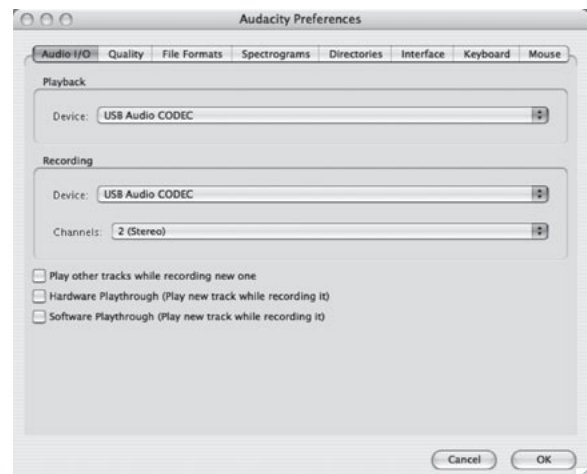 Audacity Preferences
Audio I/O Quality File Formats Spectrograms Directories Interface Keyboard Mouse
Playback
Device: USB Audio CODEC
Recording
Device: USB Audio CODEC
Channels: 2 (Stereo)
Play other tracks while recording new one
Hardware Playthrough (Play new track while recording it)
Software Playthrough (Play new track while recording it)
Cancel OK